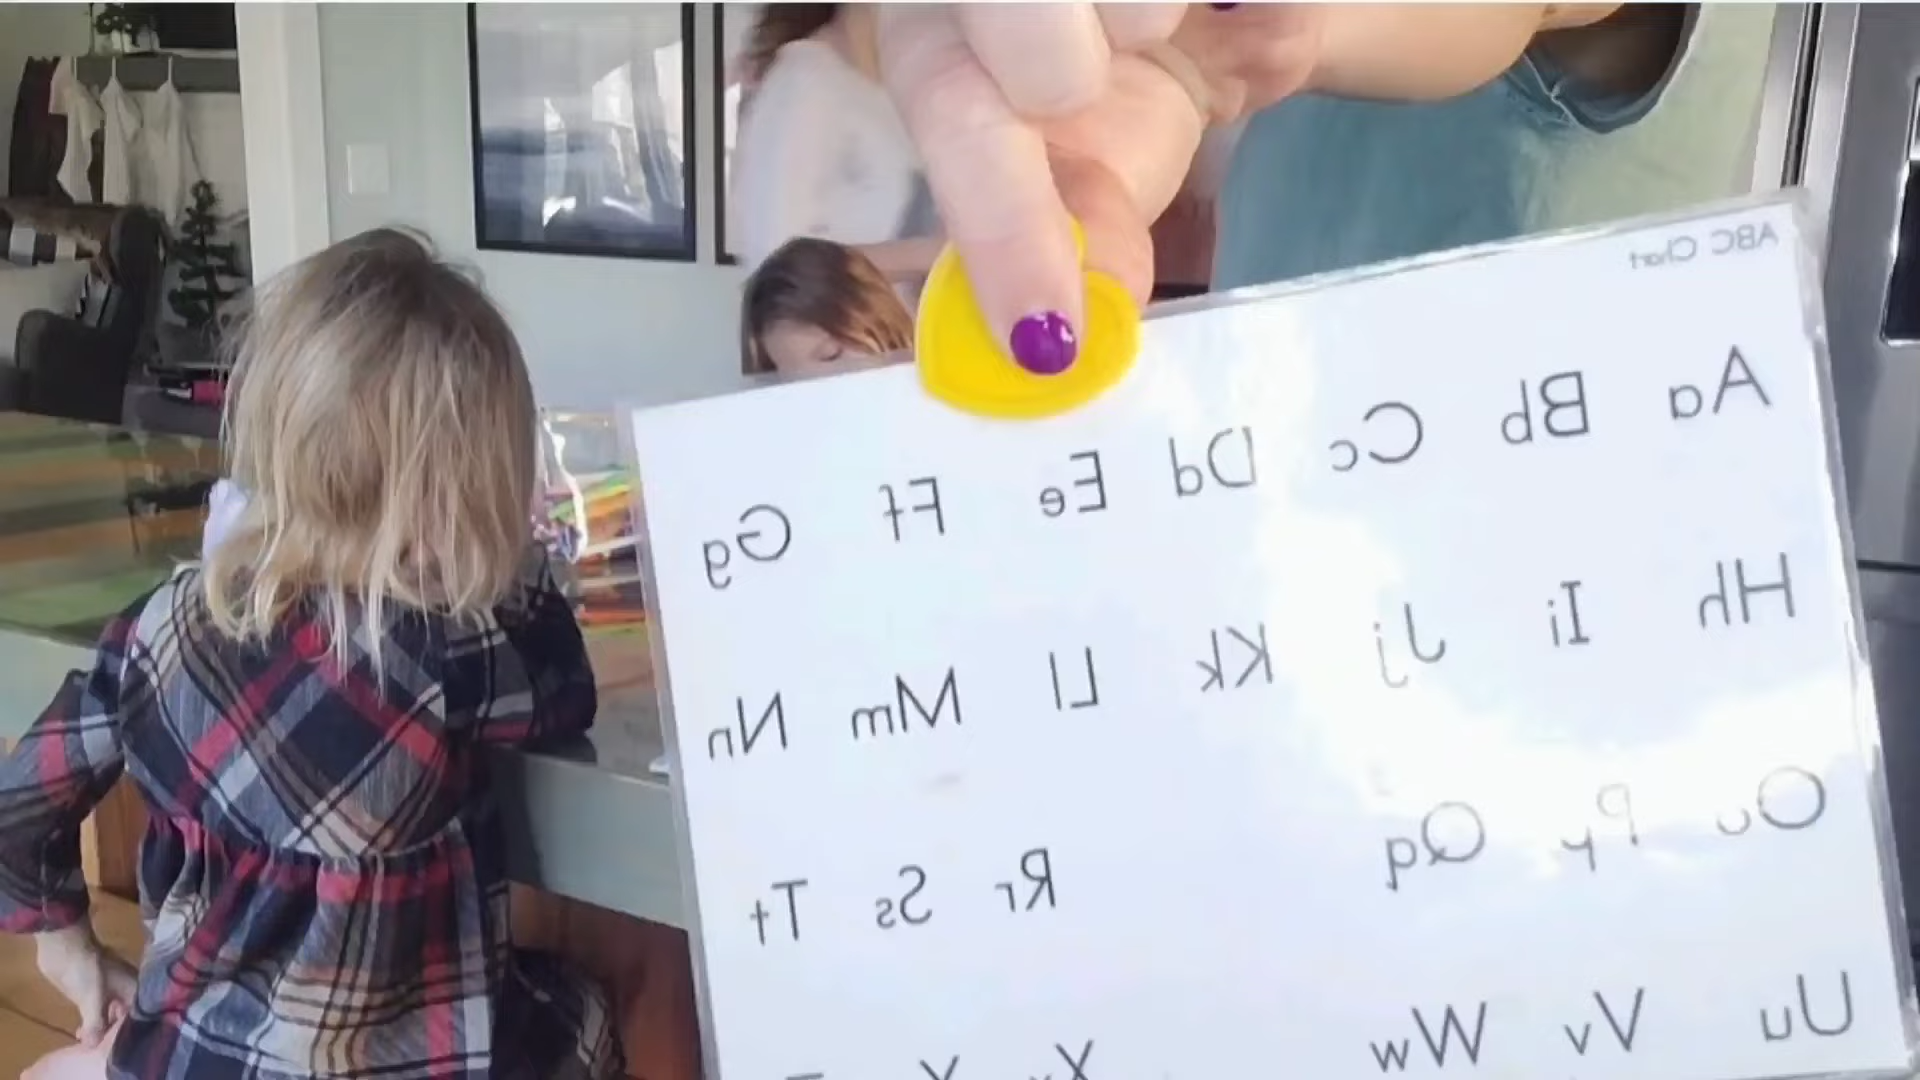 ABC Chart
Aa Bb Cc Dd Ee Ff Gg
Hh Ii Jj Kk Ll Mm Nn
Oo Pp Qq Rr Ss Tt
Uu Vv Ww Xx Y